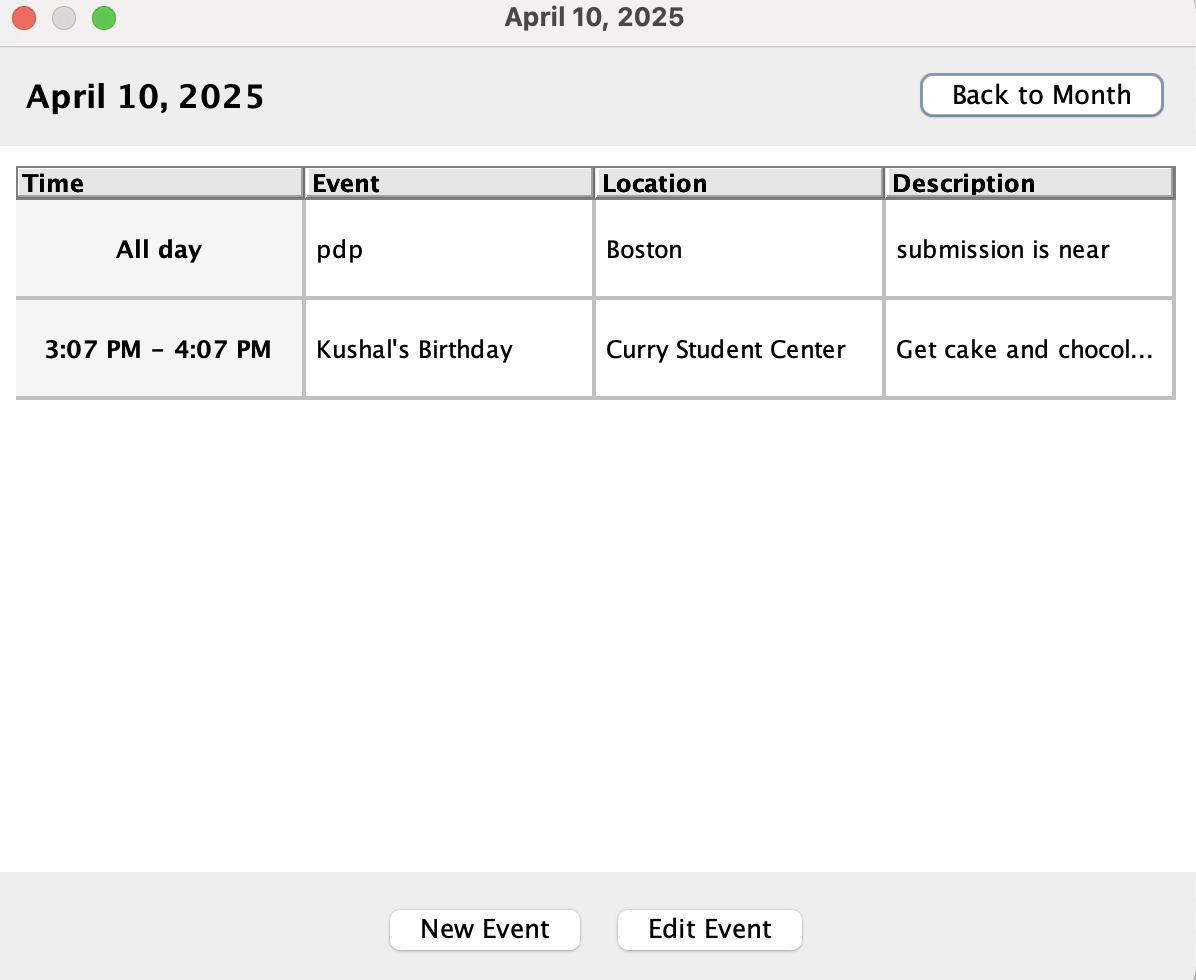 April 10, 2025
April 10, 2025 Back to Month
Time Event Location Description
All day pdp Boston submission is near
3:07 PM – 4:07 PM Kushal's Birthday Curry Student Center Get cake and chocol...
New Event Edit Event